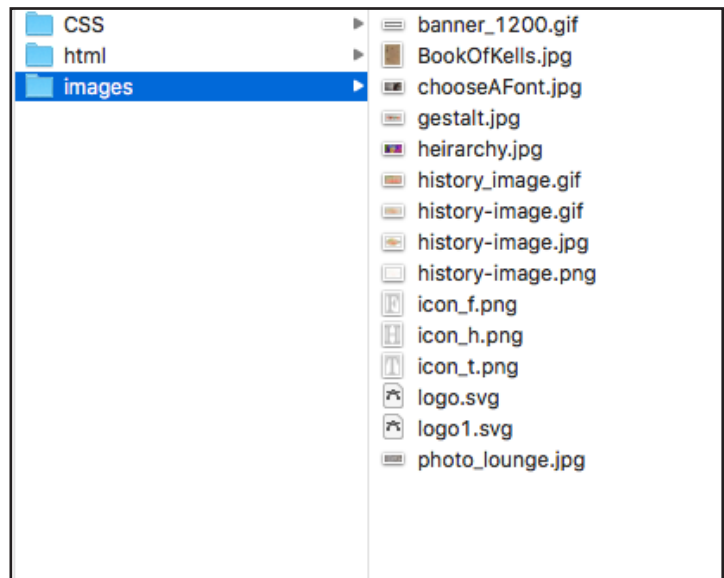 CSS
html
images
banner_1200.gif
BookOfKells.jpg
chooseAFont.jpg
gestalt.jpg
heirarchy.jpg
history_image.gif
history-image.gif
history-image.jpg
history-image.png
icon_f.png
icon_h.png
icon_t.png
logo.svg
logo1.svg
photo_lounge.jpg